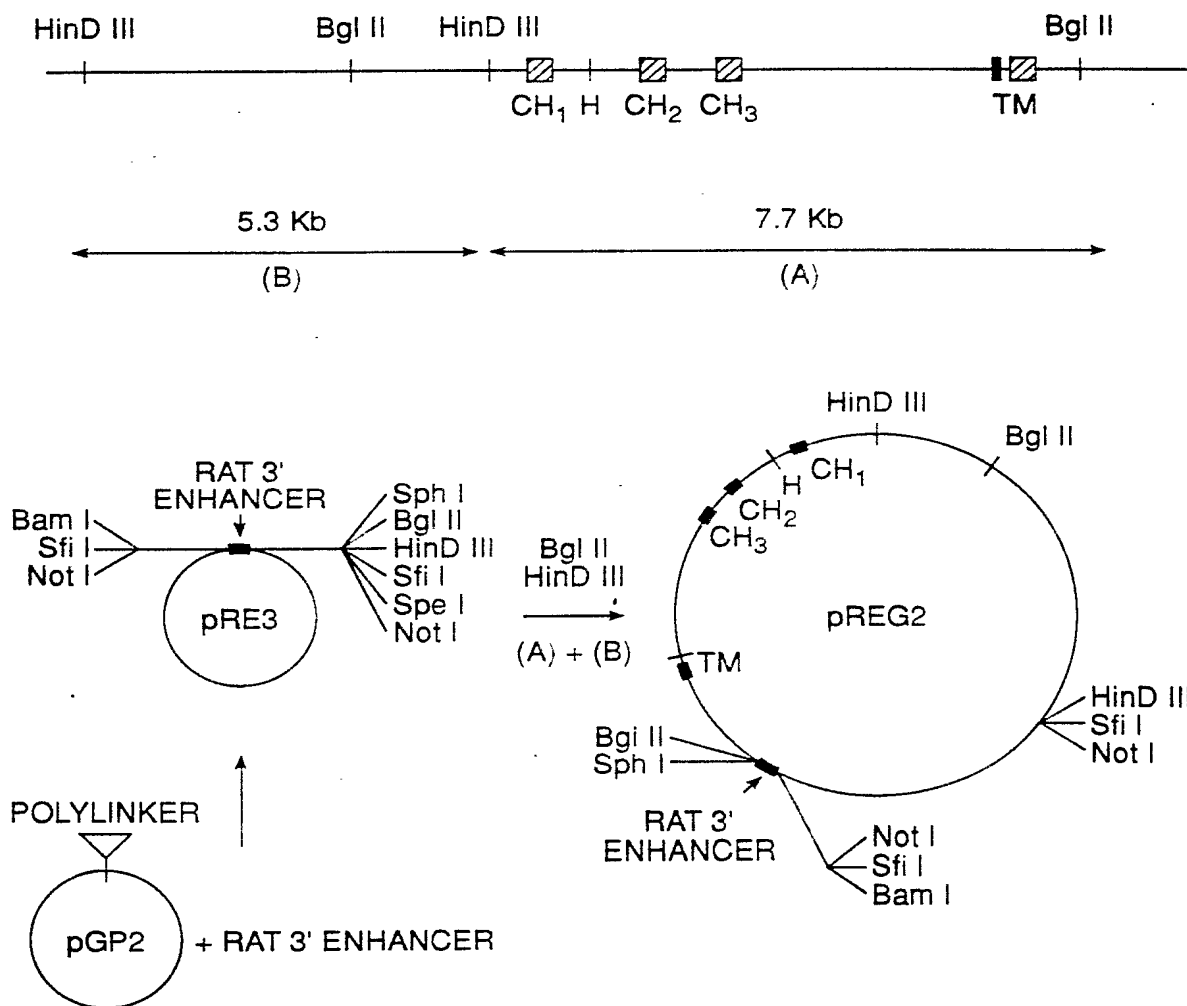 HinD III
Bgl II
HinD III
Bgl II
CH1
H
CH2
CH3
TM
5.3 Kb
(B)
7.7 Kb
(A)
RAT 3'
ENHANCER
Bam I
Sfi I
Not I
Sph I
Bgl II
HinD III
Sfi I
Spe I
Not I
pRE3
Bgl II
HinD III
(A) + (B)
HinD III
Bgl II
CH1
H
CH2
CH3
pREG2
TM
HinD III
Sfi I
Not I
Bgi II
Sph I
RAT 3'
ENHANCER
Not I
Sfi I
Bam I
POLYLINKER
pGP2
+ RAT 3' ENHANCER